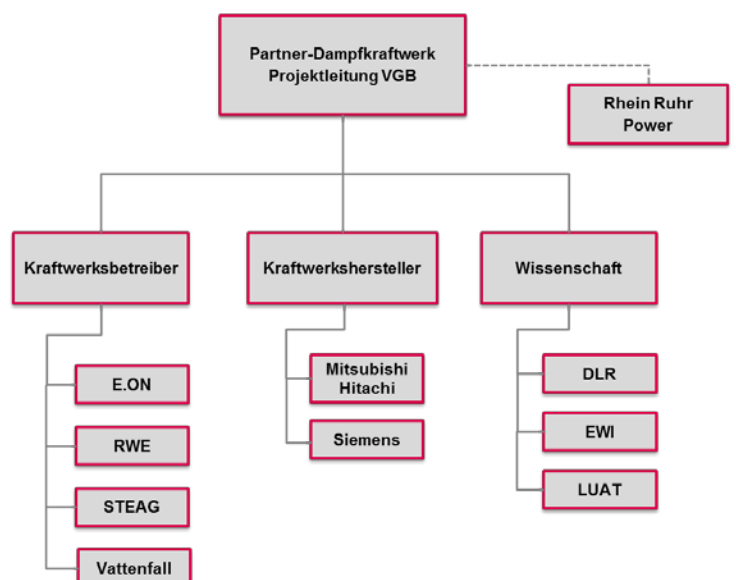 Partner-Dampfkraftwerk
Projektleitung VGB
Rhein Ruhr
Power
Kraftwerksbetreiber
Kraftwerkshersteller
Wissenschaft
E.ON
RWE
STEAG
Vattenfall
Mitsubishi
Hitachi
Siemens
DLR
EWI
LUAT